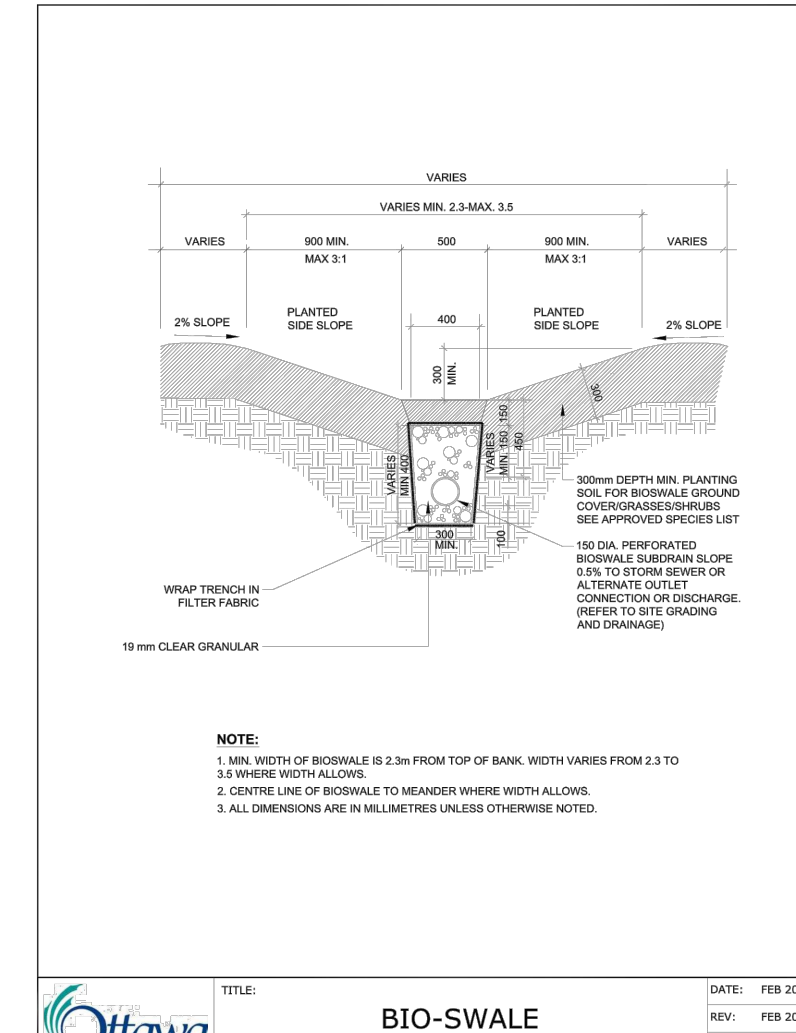 VARIES
VARIES MIN. 2.3-MAX. 3.5
VARIES
900 MIN.
MAX 3:1
500
900 MIN.
MAX 3:1
VARIES
2% SLOPE
PLANTED
SIDE SLOPE
400
PLANTED
SIDE SLOPE
2% SLOPE
300
MIN.
300
150
VARIES
MIN. 150
450
VARIES
MIN 400
300
MIN.
100
300mm DEPTH MIN. PLANTING
SOIL FOR BIOSWALE GROUND
COVER/GRASSES/SHRUBS
SEE APPROVED SPECIES LIST
150 DIA. PERFORATED
BIOSWALE SUBDRAIN SLOPE
0.5% TO STORM SEWER OR
ALTERNATE OUTLET
CONNECTION OR DISCHARGE.
(REFER TO SITE GRADING
AND DRAINAGE)
WRAP TRENCH IN
FILTER FABRIC
19 mm CLEAR GRANULAR
NOTE:
1. MIN. WIDTH OF BIOSWALE IS 2.3m FROM TOP OF BANK. WIDTH VARIES FROM 2.3 TO
3.5 WHERE WIDTH ALLOWS.
2. CENTRE LINE OF BIOSWALE TO MEANDER WHERE WIDTH ALLOWS.
3. ALL DIMENSIONS ARE IN MILLIMETRES UNLESS OTHERWISE NOTED.
Ottawa
TITLE:
BIO-SWALE
DATE: FEB 20
REV: FEB 20